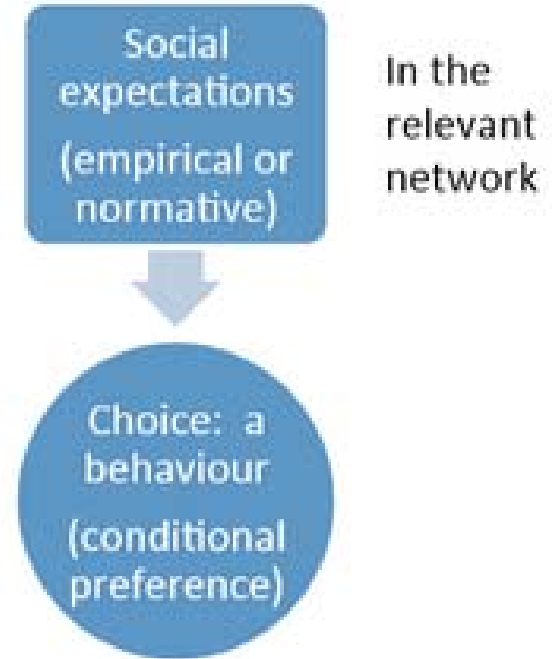 Social
expectations
(empirical or
normative)
In the
relevant
network
Choice:  a
behaviour
(conditional
preference)